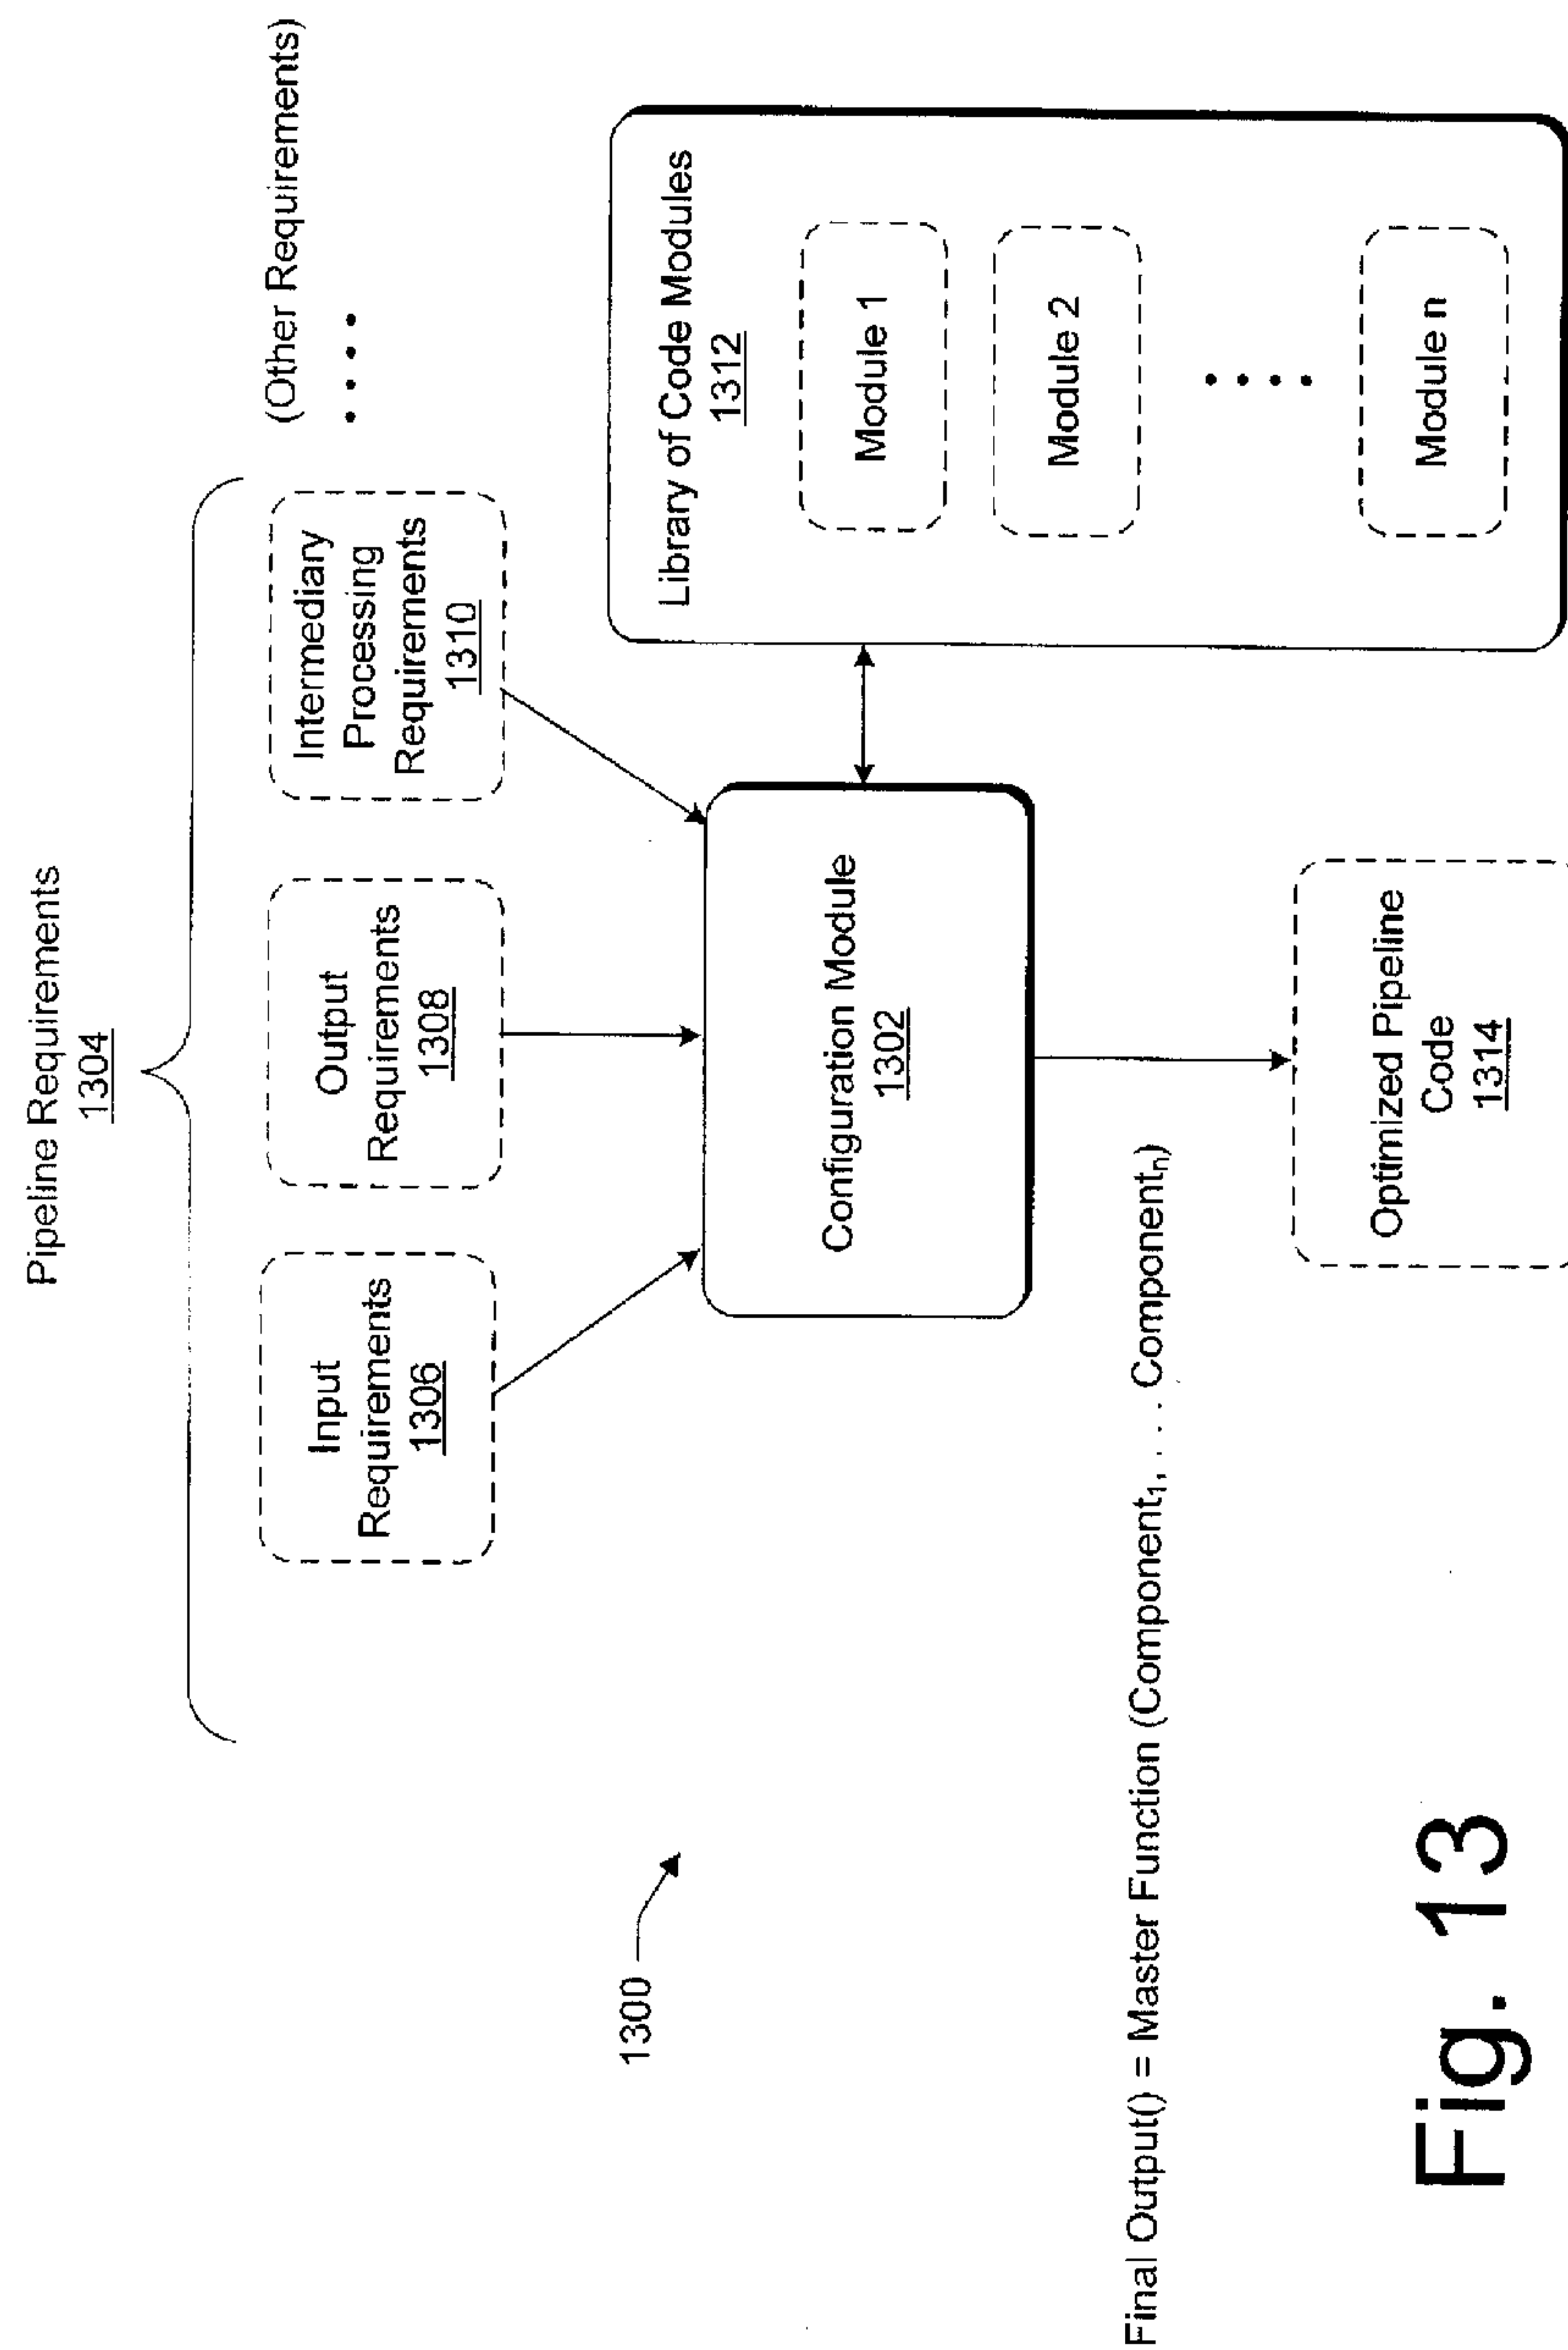 Pipeline Requirements
1304
(Other Requirements)
Input
Requirements
1306
Output
Requirements
1308
Intermediary
Processing
Requirements
1310
1300
Configuration Module
1302
Library of Code Modules
1312
Module 1
Module 2
Module n
Final Output() = Master Function (Component₁, . . . Componentₙ)
Optimized Pipeline
Code
1314
Fig. 13